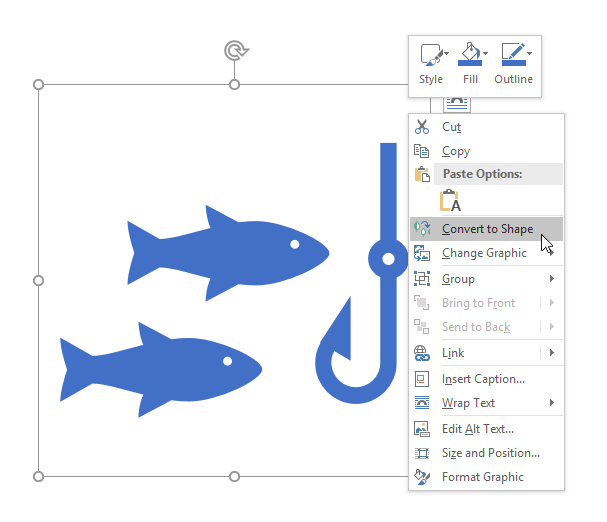 Style Fill Outline
Cut
Copy
Paste Options:
A
Convert to Shape
Change Graphic
Group
Bring to Front
Send to Back
Link
Insert Caption...
Wrap Text
Edit Alt Text...
Size and Position...
Format Graphic